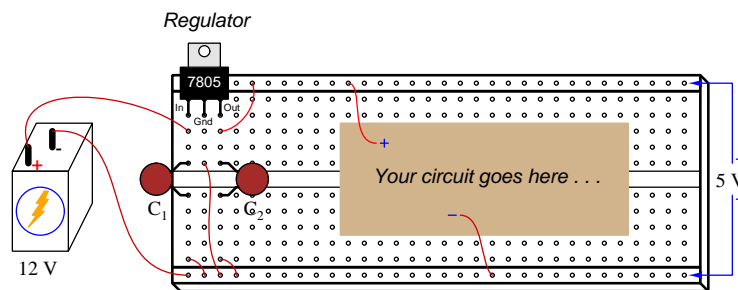 Regulator
7805
In
Out
Gnd
+
-
+
Your circuit goes here . . .
5 V
C1
C2
−
12 V